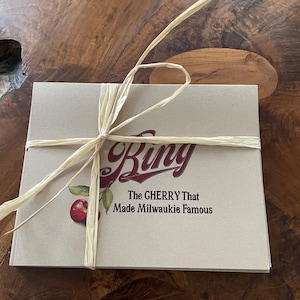 Bing
The CHERRY That
Made Milwaukie Famous